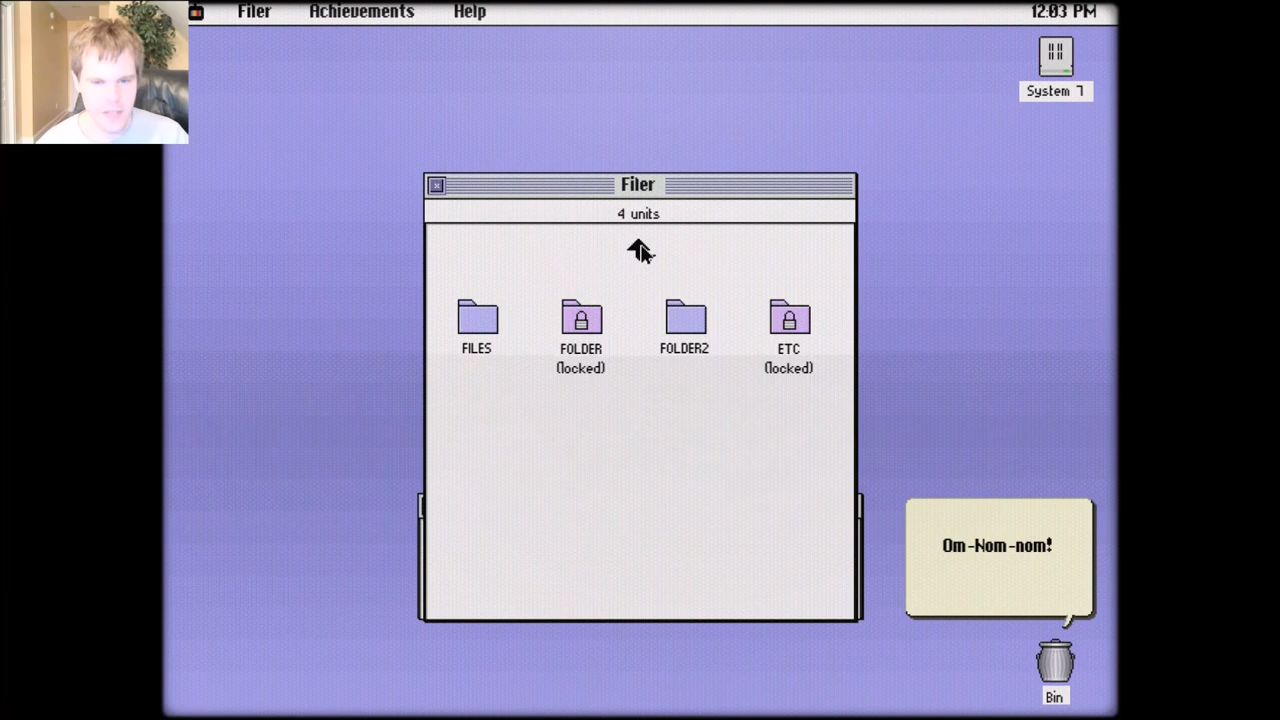 Filer Achievements Help 12:03 PM
System 7
Filer
4 units
FILES
FOLDER
(locked)
FOLDER2
ETC
(locked)
Om-Nom-nom!
Bin